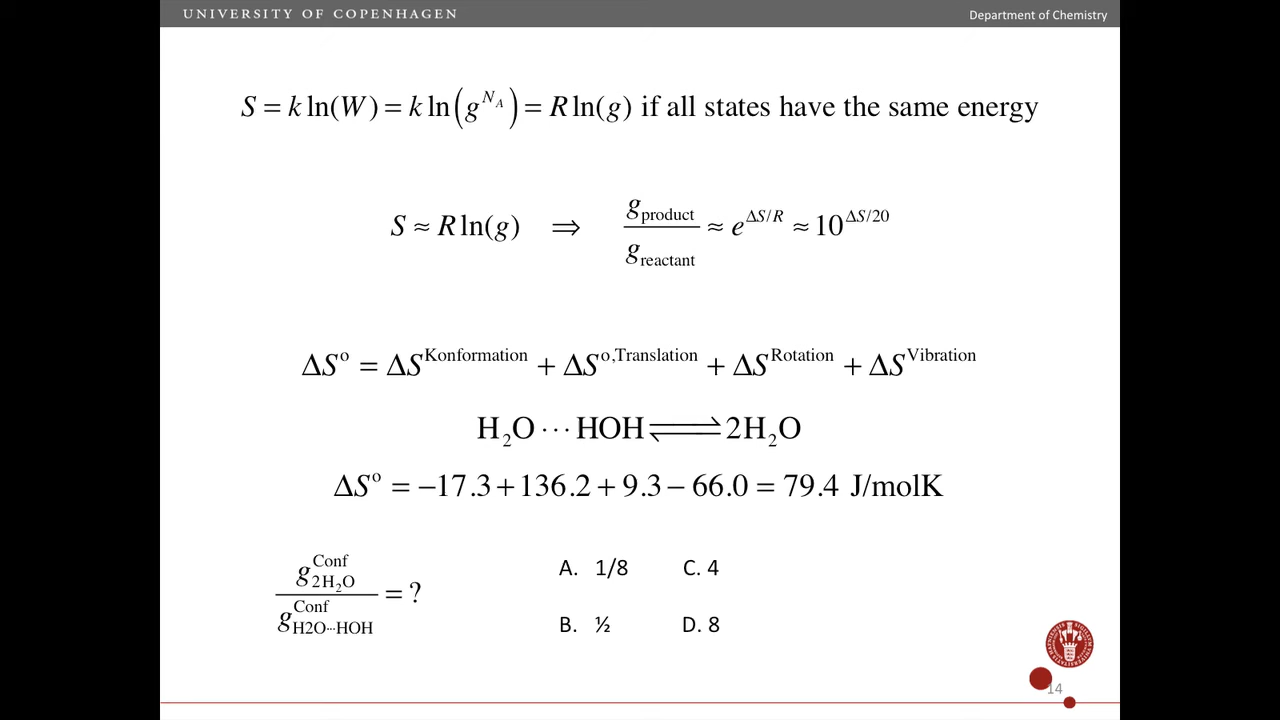 UNIVERSITY OF COPENHAGEN
Department of Chemistry
S = k ln(W) = k ln(g^{N_A}) = R ln(g) if all states have the same energy
S ≈ R ln(g) ⇒ g_product / g_reactant ≈ e^{ΔS/R} ≈ 10^{ΔS/20}
ΔS° = ΔS^Konformation + ΔS^{o,Translation} + ΔS^Rotation + ΔS^Vibration
H₂O ··· HOH ⇌ 2H₂O
ΔS° = −17.3 + 136.2 + 9.3 − 66.0 = 79.4 J/molK
g^Conf_{2H₂O} / g^Conf_{H2O···HOH} = ?
A. 1/8 C. 4
B. ½ D. 8
14